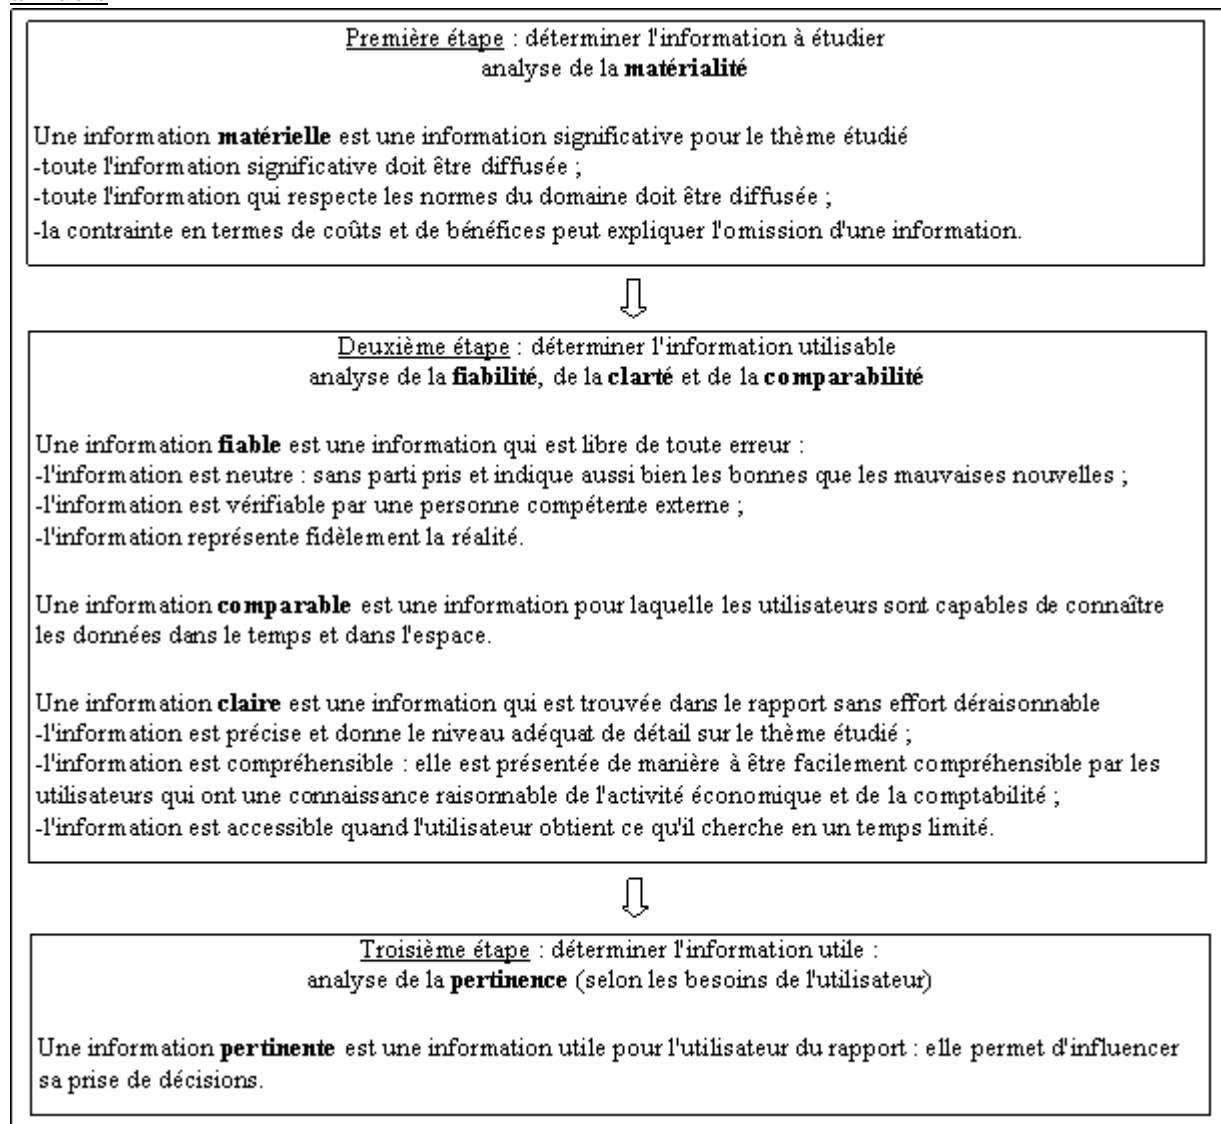 Première étape : déterminer l'information à étudier
analyse de la matérialité
Une information matérielle est une information significative pour le thème étudié
-toute l'information significative doit être diffusée ;
-toute l'information qui respecte les normes du domaine doit être diffusée ;
-la contrainte en termes de coûts et de bénéfices peut expliquer l'omission d'une information.
Deuxième étape : déterminer l'information utilisable
analyse de la fiabilité, de la clarté et de la comparabilité
Une information fiable est une information qui est libre de toute erreur :
-l'information est neutre : sans parti pris et indique aussi bien les bonnes que les mauvaises nouvelles ;
-l'information est vérifiable par une personne compétente externe ;
-l'information représente fidèlement la réalité.
Une information comparable est une information pour laquelle les utilisateurs sont capables de connaître
les données dans le temps et dans l'espace.
Une information claire est une information qui est trouvée dans le rapport sans effort déraisonnable
-l'information est précise et donne le niveau adéquat de détail sur le thème étudié ;
-l'information est compréhensible : elle est présentée de manière à être facilement compréhensible par les
utilisateurs qui ont une connaissance raisonnable de l'activité économique et de la comptabilité ;
-l'information est accessible quand l'utilisateur obtient ce qu'il cherche en un temps limité.
Troisième étape : déterminer l'information utile :
analyse de la pertinence (selon les besoins de l'utilisateur)
Une information pertinente est une information utile pour l'utilisateur du rapport : elle permet d'influencer
sa prise de décisions.